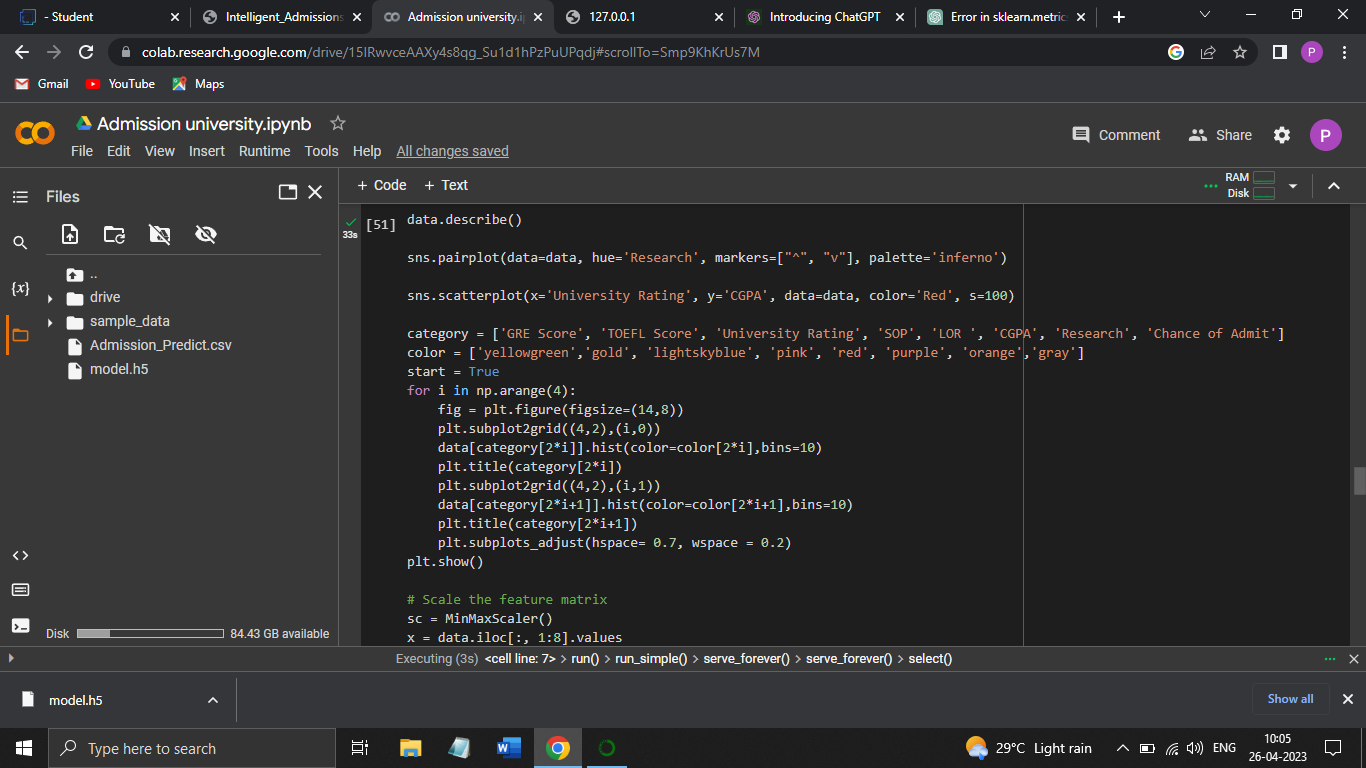 - Student
Intelligent_Admissions
Admission university.i
127.0.0.1
Introducing ChatGPT
Error in sklearn.metric
colab.research.google.com/drive/15IRwvceAAXy4s8qg_Su1d1hPzPuUPqdj#scrollTo=Smp9KhKrUs7M
P
Gmail
YouTube
Maps
Admission university.ipynb
File Edit View Insert Runtime Tools Help All changes saved
Comment
Share
P
Files
+ Code + Text
RAM
Disk
..
drive
sample_data
Admission_Predict.csv
model.h5
Disk
84.43 GB available
33s
[51]
data.describe()
sns.pairplot(data=data, hue='Research', markers=["^", "v"], palette='inferno')
sns.scatterplot(x='University Rating', y='CGPA', data=data, color='Red', s=100)
category = ['GRE Score', 'TOEFL Score', 'University Rating', 'SOP', 'LOR ', 'CGPA', 'Research', 'Chance of Admit']
color = ['yellowgreen','gold', 'lightskyblue', 'pink', 'red', 'purple', 'orange','gray']
start = True
for i in np.arange(4):
    fig = plt.figure(figsize=(14,8))
    plt.subplot2grid((4,2),(i,0))
    data[category[2*i]].hist(color=color[2*i],bins=10)
    plt.title(category[2*i])
    plt.subplot2grid((4,2),(i,1))
    data[category[2*i+1]].hist(color=color[2*i+1],bins=10)
    plt.title(category[2*i+1])
    plt.subplots_adjust(hspace= 0.7, wspace = 0.2)
plt.show()
# Scale the feature matrix
sc = MinMaxScaler()
x = data.iloc[:, 1:8].values
Executing (3s) <cell line: 7> > run() > run_simple() > serve_forever() > serve_forever() > select()
model.h5
Show all
Type here to search
29°C Light rain
ENG
10:05
26-04-2023